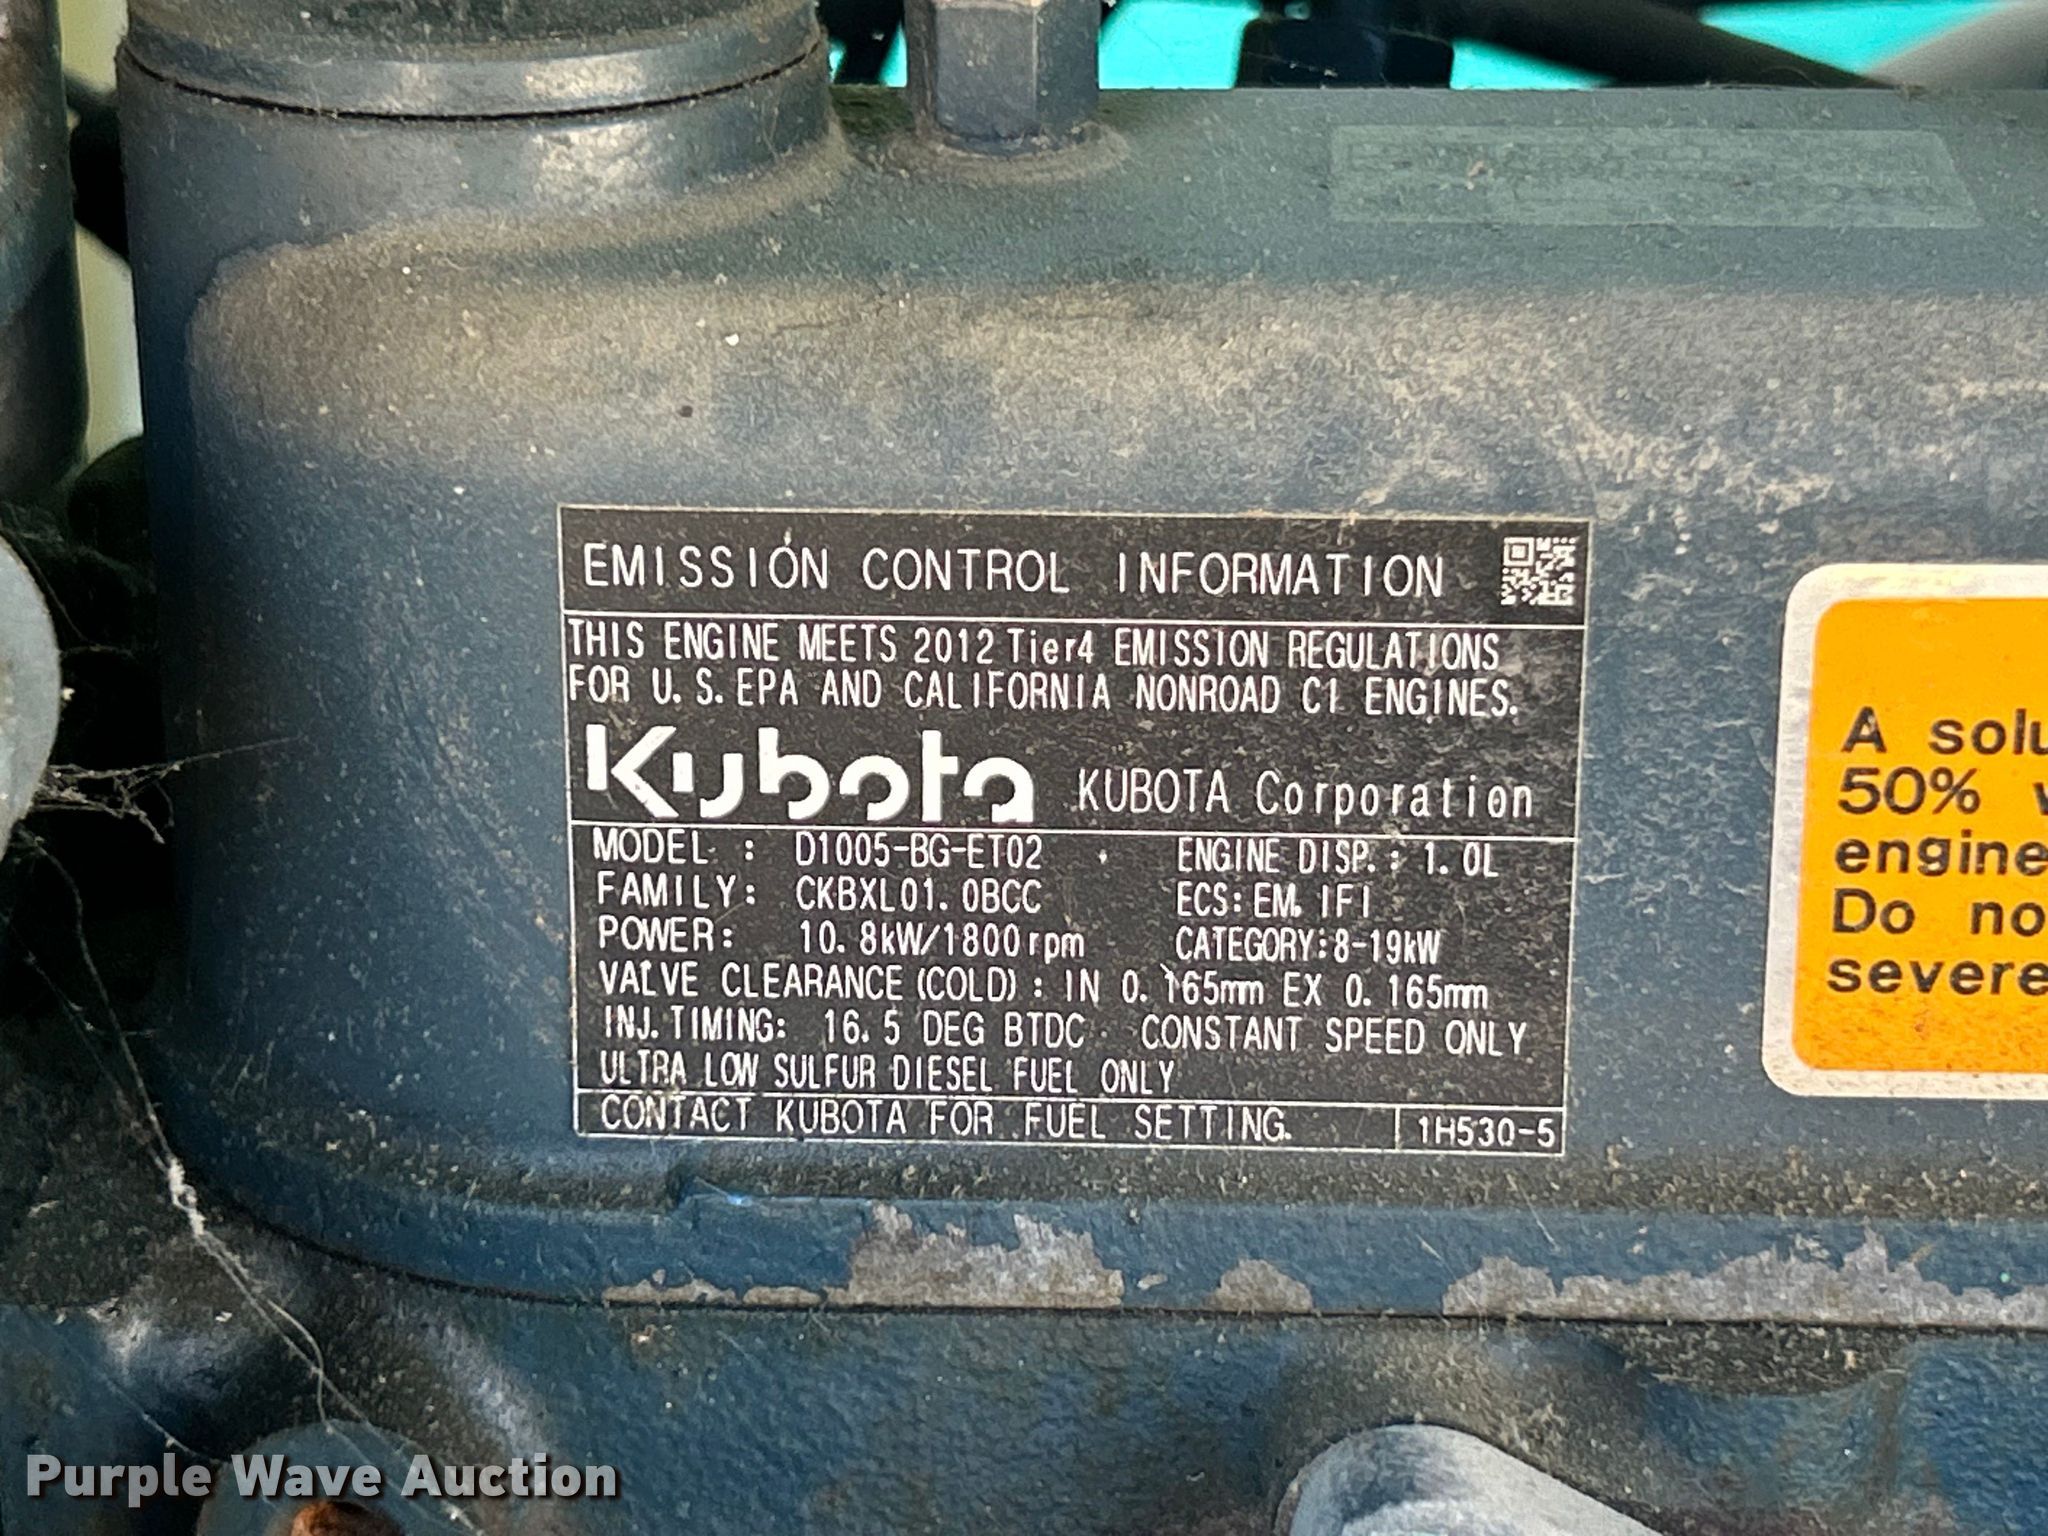 EMISSION CONTROL INFORMATION
THIS ENGINE MEETS 2012 Tier4 EMISSION REGULATIONS
FOR U.S.EPA AND CALIFORNIA NONROAD CI ENGINES.
Kubota KUBOTA Corporation
MODEL : D1005-BG-ET02 ENGINE DISP.: 1.0L
FAMILY: CKBXL01.0BCC ECS:EM, IFI
POWER: 10.8kW/1800rpm CATEGORY:8-19kW
VALVE CLEARANCE(COLD): IN 0.165mm EX 0.165mm
INJ.TIMING: 16.5 DEG BTDC CONSTANT SPEED ONLY
ULTRA LOW SULFUR DIESEL FUEL ONLY
CONTACT KUBOTA FOR FUEL SETTING. 1H530-5
A solu
50%
engine
Do no
severe
Purple Wave Auction